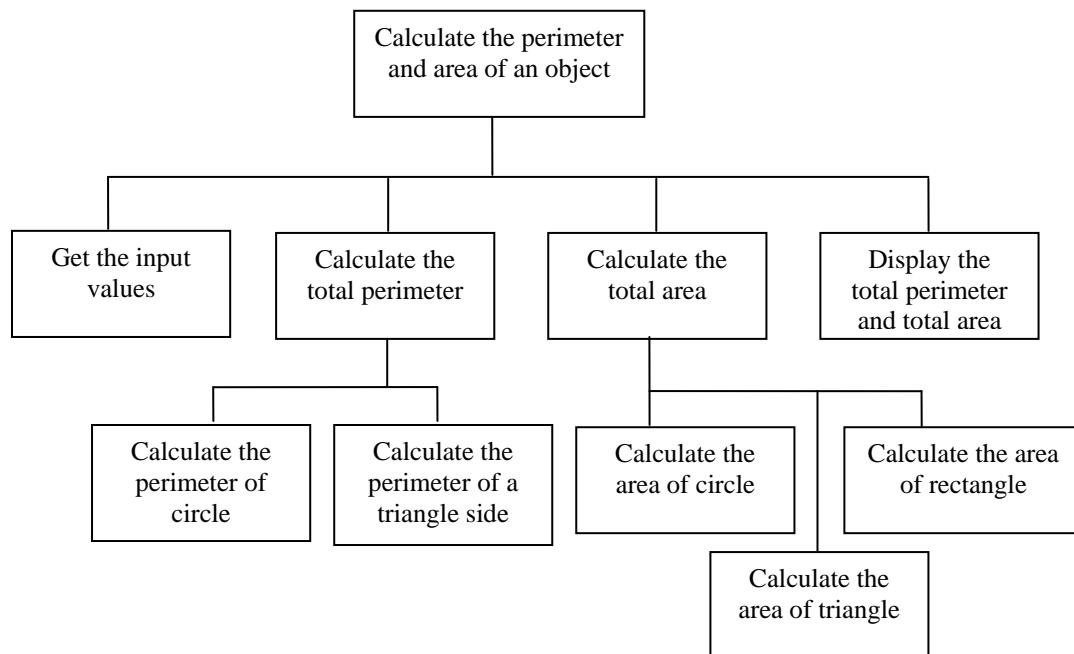 Calculate the perimeter
and area of an object
Get the input
values
Calculate the
total perimeter
Calculate the
total area
Display the
total perimeter
and total area
Calculate the
perimeter of
circle
Calculate the
perimeter of a
triangle side
Calculate the
area of circle
Calculate the area
of rectangle
Calculate the
area of triangle